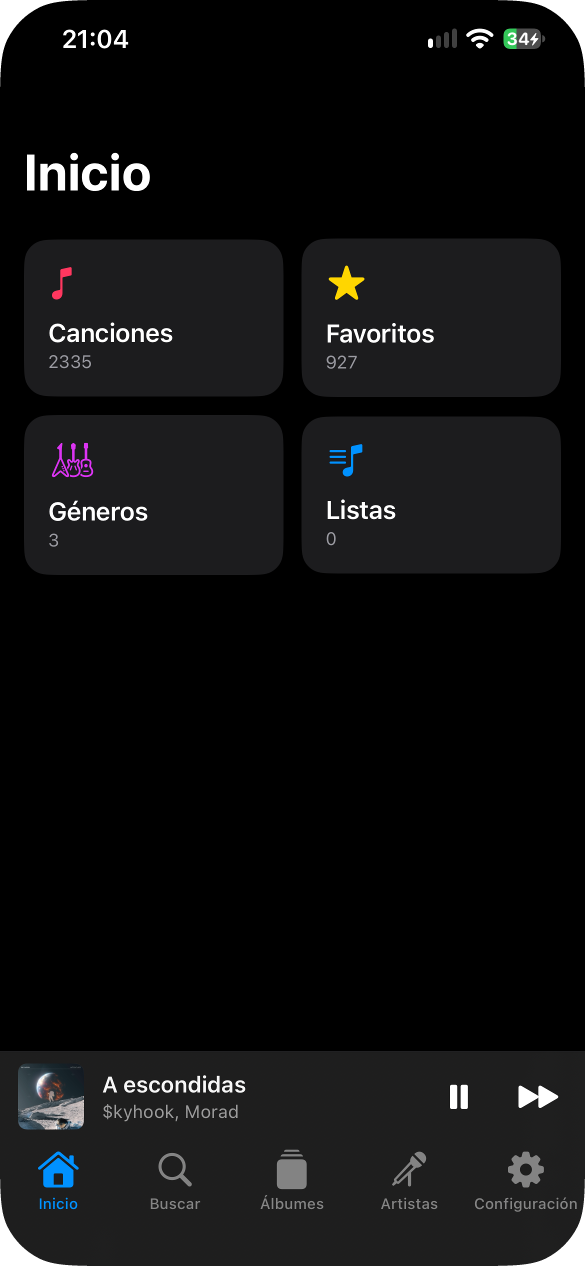 21:04
34
Inicio
Canciones
2335
Favoritos
927
Géneros
3
Listas
0
A escondidas
$kyhook, Morad
Inicio
Buscar
Álbumes
Artistas
Configuración